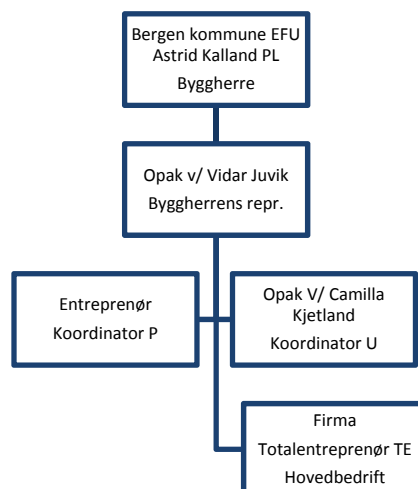 Bergen kommune EFU
Astrid Kalland PL
Byggherre
Opak v/ Vidar Juvik
Byggherrens repr.
Entreprenør
Koordinator P
Opak V/ Camilla
Kjetland
Koordinator U
Firma
Totalentreprenør TE
Hovedbedrift